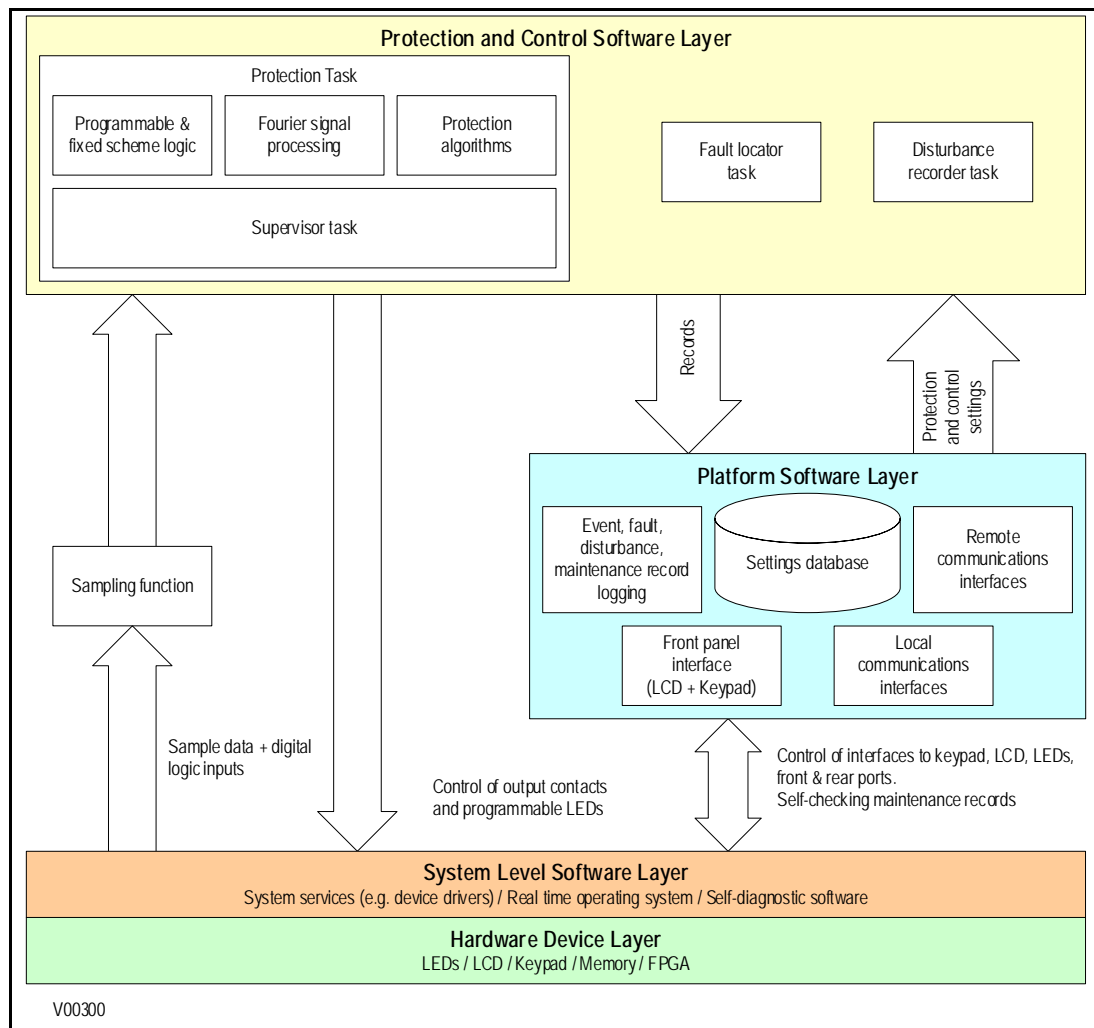 Protection and Control Software Layer
Protection Task
Programmable &
fixed scheme logic
Fourier signal
processing
Protection
algorithms
Fault locator
task
Disturbance
recorder task
Supervisor task
Records
Protection
and control
settings
Platform Software Layer
Event, fault,
disturbance,
maintenance record
logging
Settings database
Remote
communications
interfaces
Sampling function
Front panel
interface
(LCD + Keypad)
Local
communications
interfaces
Sample data + digital
logic inputs
Control of output contacts
and programmable LEDs
Control of interfaces to keypad, LCD, LEDs,
front & rear ports.
Self-checking maintenance records
System Level Software Layer
System services (e.g. device drivers) / Real time operating system / Self-diagnostic software
Hardware Device Layer
LEDs / LCD / Keypad / Memory / FPGA
V00300